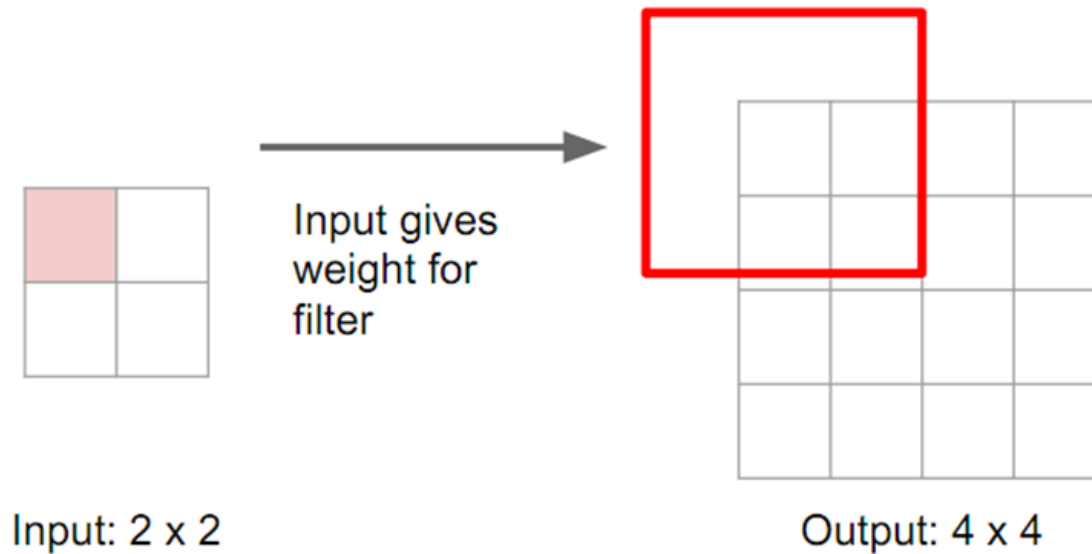 Input gives
weight for
filter
Input: 2 x 2
Output: 4 x 4